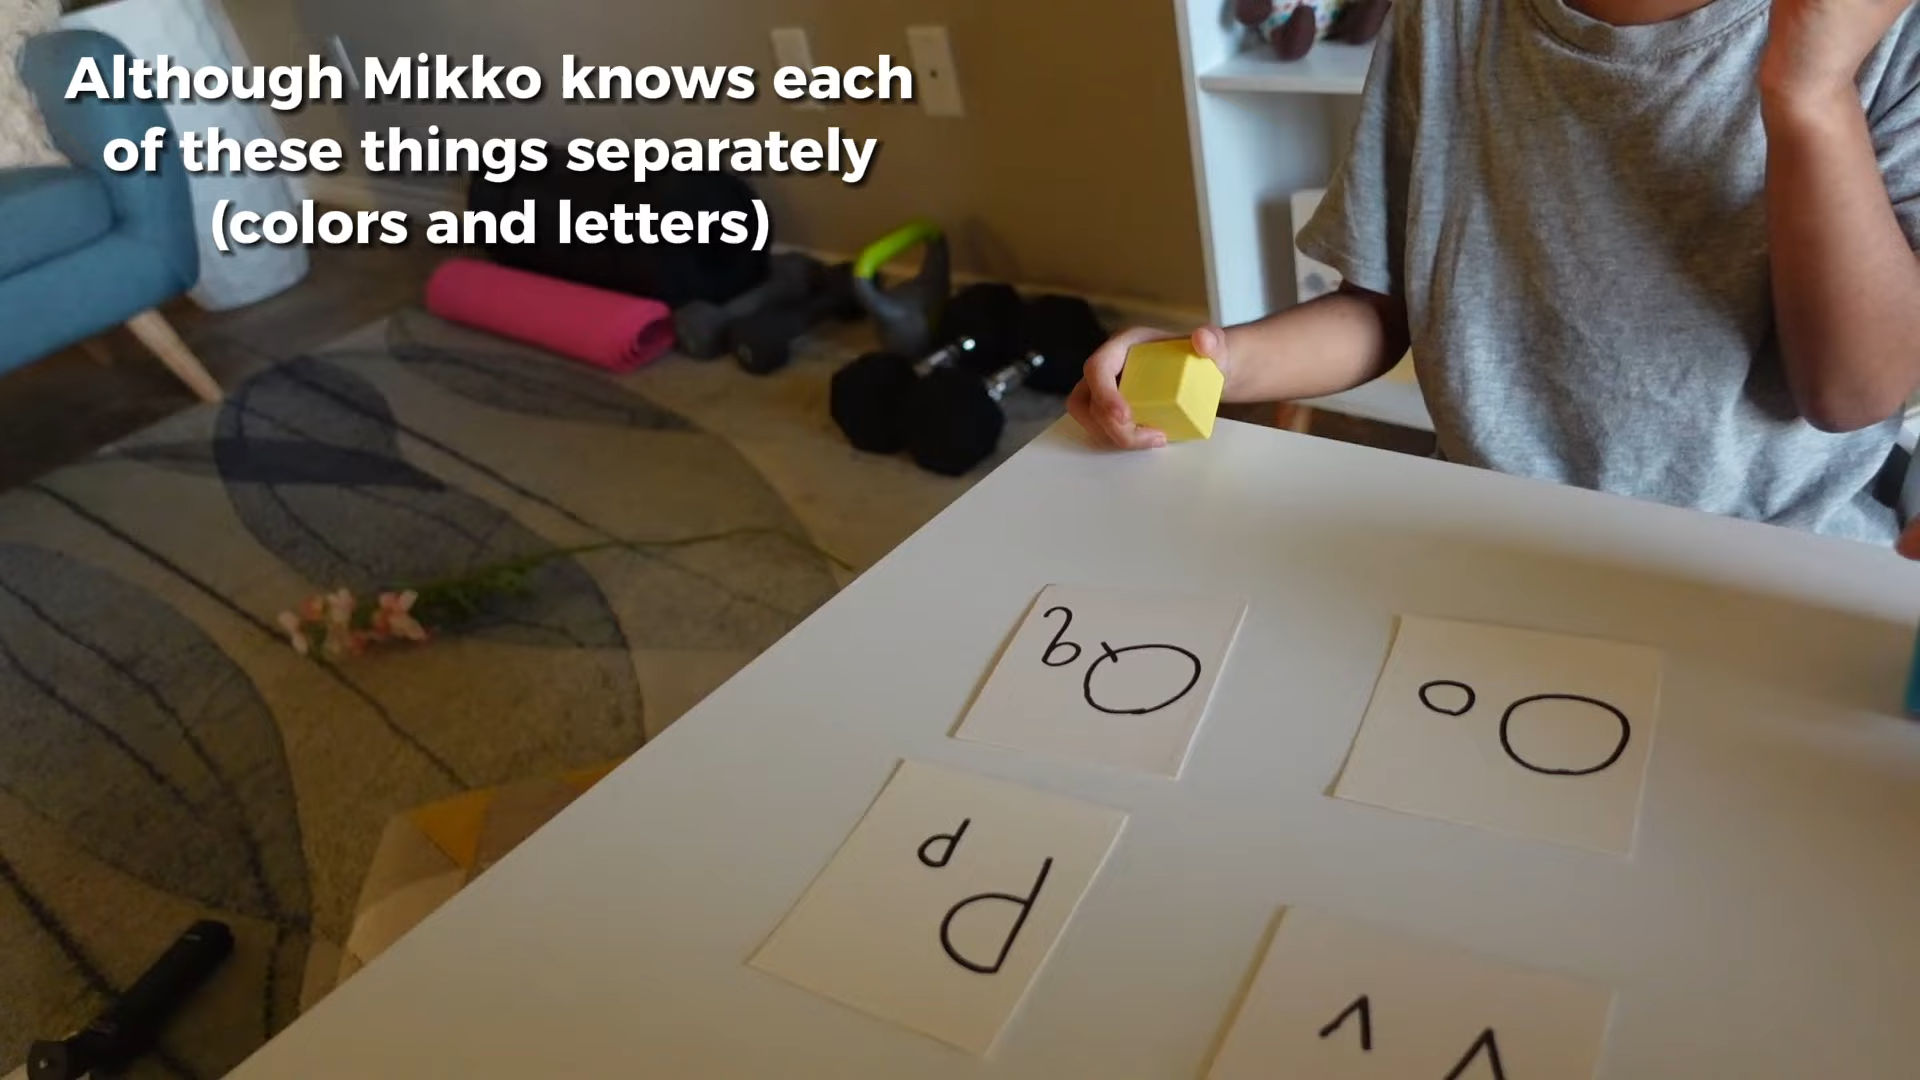 Although Mikko knows each
of these things separately
(colors and letters)
Qq
Oo
Pp
Vv